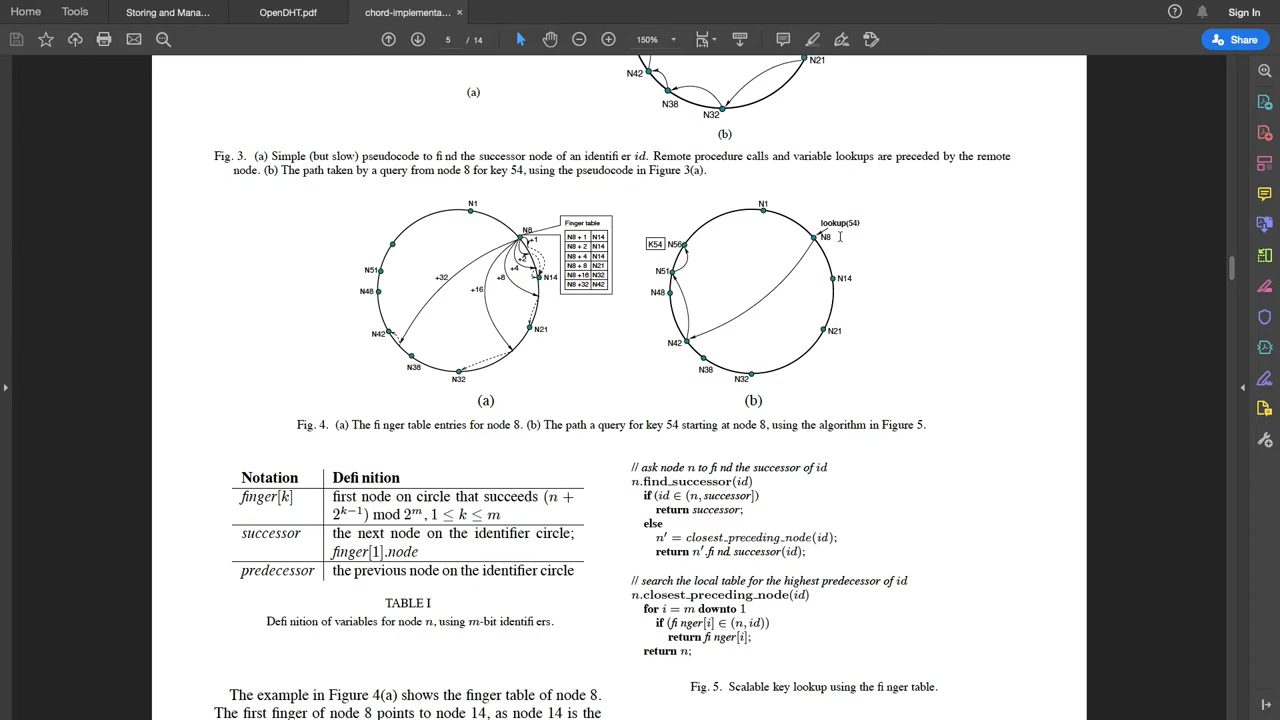 Home Tools Storing and Mana... OpenDHT.pdf chord-implementa... × Sign In
5 / 14 150% Share
(a)
N42
N38
N32
N21
(b)
Fig. 3. (a) Simple (but slow) pseudocode to find the successor node of an identifier id. Remote procedure calls and variable lookups are preceded by the remote
node. (b) The path taken by a query from node 8 for key 54, using the pseudocode in Figure 3(a).
N1
N8
+1
+2
+4
+8
+16
+32
N14
N21
N32
N38
N42
N48
N51
Finger table
N8 + 1 N14
N8 + 2 N14
N8 + 4 N14
N8 + 8 N21
N8 +16 N32
N8 +32 N42
(a)
N1
lookup(54)
N8
K54 N56
N51
N48
N14
N21
N42
N38
N32
(b)
Fig. 4. (a) The finger table entries for node 8. (b) The path a query for key 54 starting at node 8, using the algorithm in Figure 5.
Notation Definition
finger[k] first node on circle that succeeds (n +
2^{k−1}) mod 2^m, 1 ≤ k ≤ m
successor the next node on the identifier circle;
finger[1].node
predecessor the previous node on the identifier circle
TABLE I
Definition of variables for node n, using m-bit identifiers.
The example in Figure 4(a) shows the finger table of node 8.
The first finger of node 8 points to node 14, as node 14 is the
// ask node n to find the successor of id
n.find_successor(id)
if (id ∈ (n, successor])
return successor;
else
n′ = closest_preceding_node(id);
return n′.find_successor(id);
// search the local table for the highest predecessor of id
n.closest_preceding_node(id)
for i = m downto 1
if (finger[i] ∈ (n, id))
return finger[i];
return n;
Fig. 5. Scalable key lookup using the finger table.